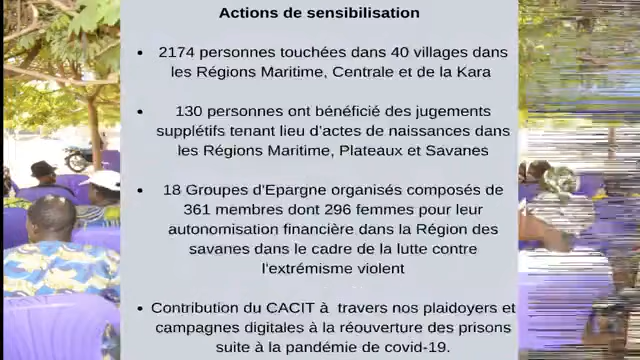 Actions de sensibilisation
• 2174 personnes touchées dans 40 villages dans
les Régions Maritime, Centrale et de la Kara
• 130 personnes ont bénéficié des jugements
supplétifs tenant lieu d'actes de naissances dans
les Régions Maritime, Plateaux et Savanes
• 18 Groupes d'Epargne organisés composés de
361 membres dont 296 femmes pour leur
autonomisation financière dans la Région des
savanes dans le cadre de la lutte contre
l'extrémisme violent
• Contribution du CACIT à travers nos plaidoyers et
campagnes digitales à la réouverture des prisons
suite à la pandémie de covid-19.